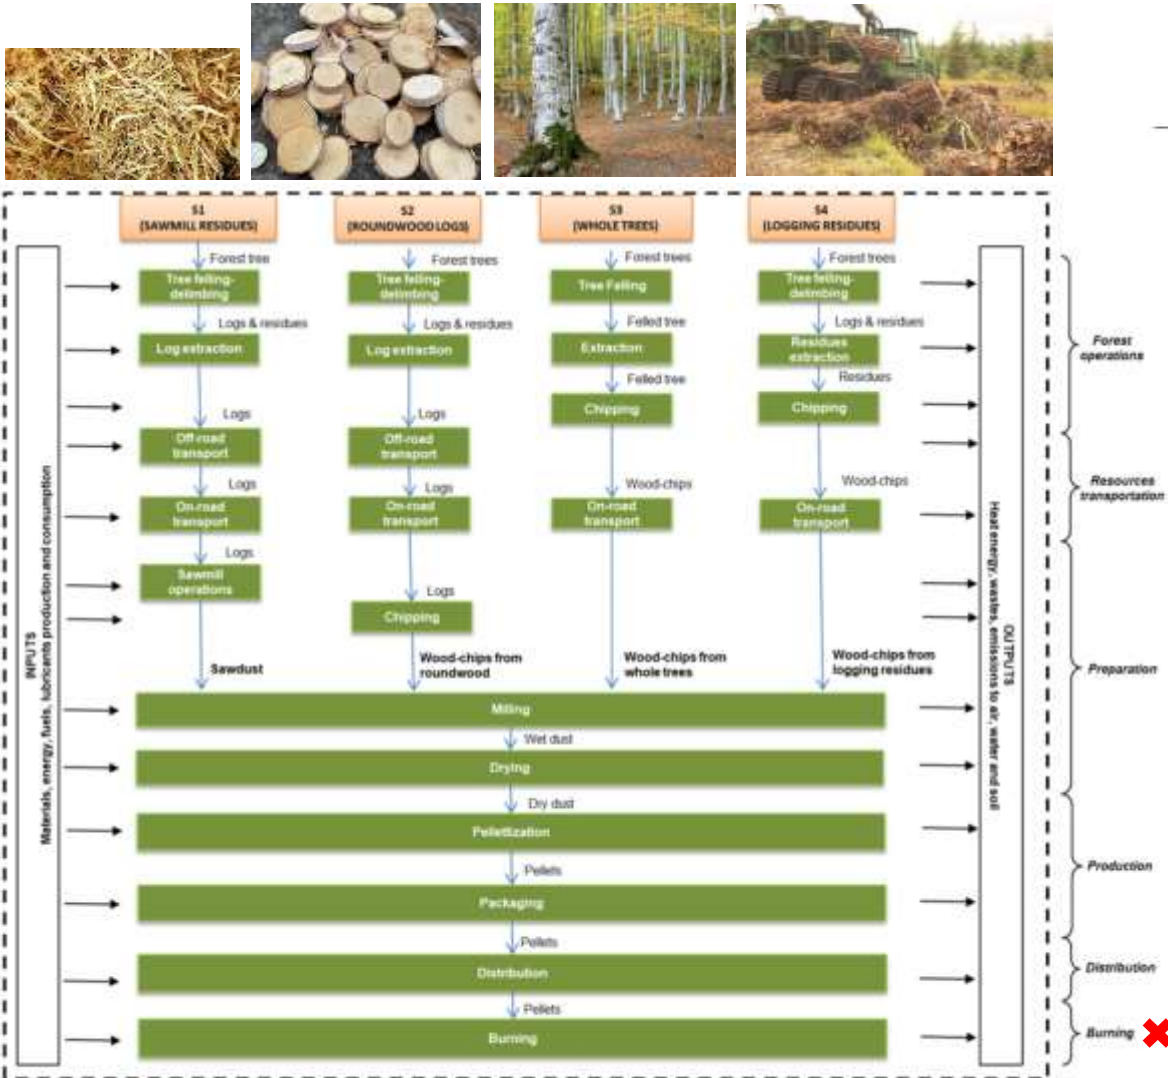 S1
(SAWMILL RESIDUES)
S2
(ROUNDWOOD LOGS)
S3
(WHOLE TREES)
S4
(LOGGING RESIDUES)
Forest tree
Forest trees
Forest trees
Forest trees
Tree felling-
delimbing
Tree felling-
delimbing
Tree Felling
Tree felling-
delimbing
Logs & residues
Logs & residues
Felled tree
Logs & residues
Log extraction
Log extraction
Extraction
Residues
extraction
Felled tree
Residues
Chipping
Chipping
Logs
Logs
Off-road
transport
Off-road
transport
Logs
Logs
Wood-chips
Wood-chips
On-road
transport
On-road
transport
On-road
transport
On-road
transport
Logs
Sawmill
operations
Logs
Chipping
Sawdust
Wood-chips from
roundwood
Wood-chips from
whole trees
Wood-chips from
logging residues
Milling
Wet dust
Drying
Dry dust
Pelletization
Pellets
Packaging
Pellets
Distribution
Pellets
Burning
INPUTS
Materials, energy, fuels, lubricants production and consumption
OUTPUTS
Heat energy, wastes, emissions to air, water and soil
Forest
operations
Resources
transportation
Preparation
Production
Distribution
Burning